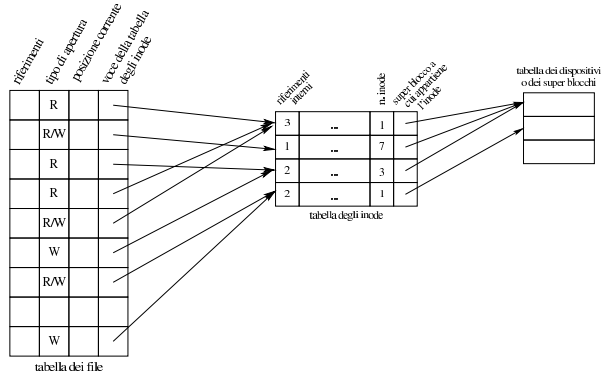 riferimenti
tipo di apertura
posizione corrente
voce della tabella
degli inode
riferimenti
interni
n. inode
super blocco a
cui appartiene
l'inode
tabella dei dispositivi
o dei super blocchi
R
R/W
R
R
R/W
W
R/W
W
3 ... 1
1 ... 7
2 ... 3
2 ... 1
tabella degli inode
tabella dei file